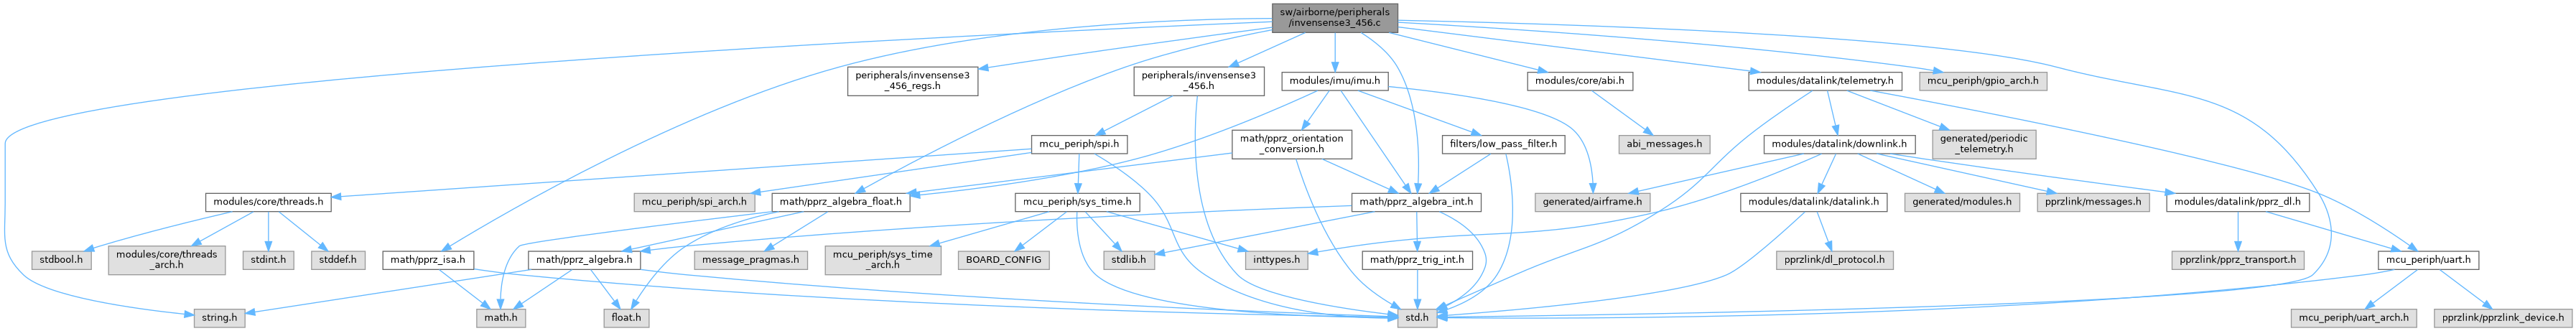 sw/airborne/peripherals
/invensense3_456.c
peripherals/invensense3
_456_regs.h
peripherals/invensense3
_456.h
modules/imu/imu.h
modules/core/abi.h
modules/datalink/telemetry.h
mcu_periph/gpio_arch.h
mcu_periph/spi.h
math/pprz_orientation
_conversion.h
filters/low_pass_filter.h
abi_messages.h
modules/datalink/downlink.h
generated/periodic
_telemetry.h
modules/core/threads.h
mcu_periph/spi_arch.h
math/pprz_algebra_float.h
mcu_periph/sys_time.h
math/pprz_algebra_int.h
generated/airframe.h
modules/datalink/datalink.h
generated/modules.h
pprzlink/messages.h
modules/datalink/pprz_dl.h
stdbool.h
modules/core/threads
_arch.h
stdint.h
stddef.h
math/pprz_isa.h
math/pprz_algebra.h
message_pragmas.h
mcu_periph/sys_time
_arch.h
BOARD_CONFIG
stdlib.h
inttypes.h
math/pprz_trig_int.h
pprzlink/dl_protocol.h
pprzlink/pprz_transport.h
mcu_periph/uart.h
string.h
math.h
float.h
std.h
mcu_periph/uart_arch.h
pprzlink/pprzlink_device.h